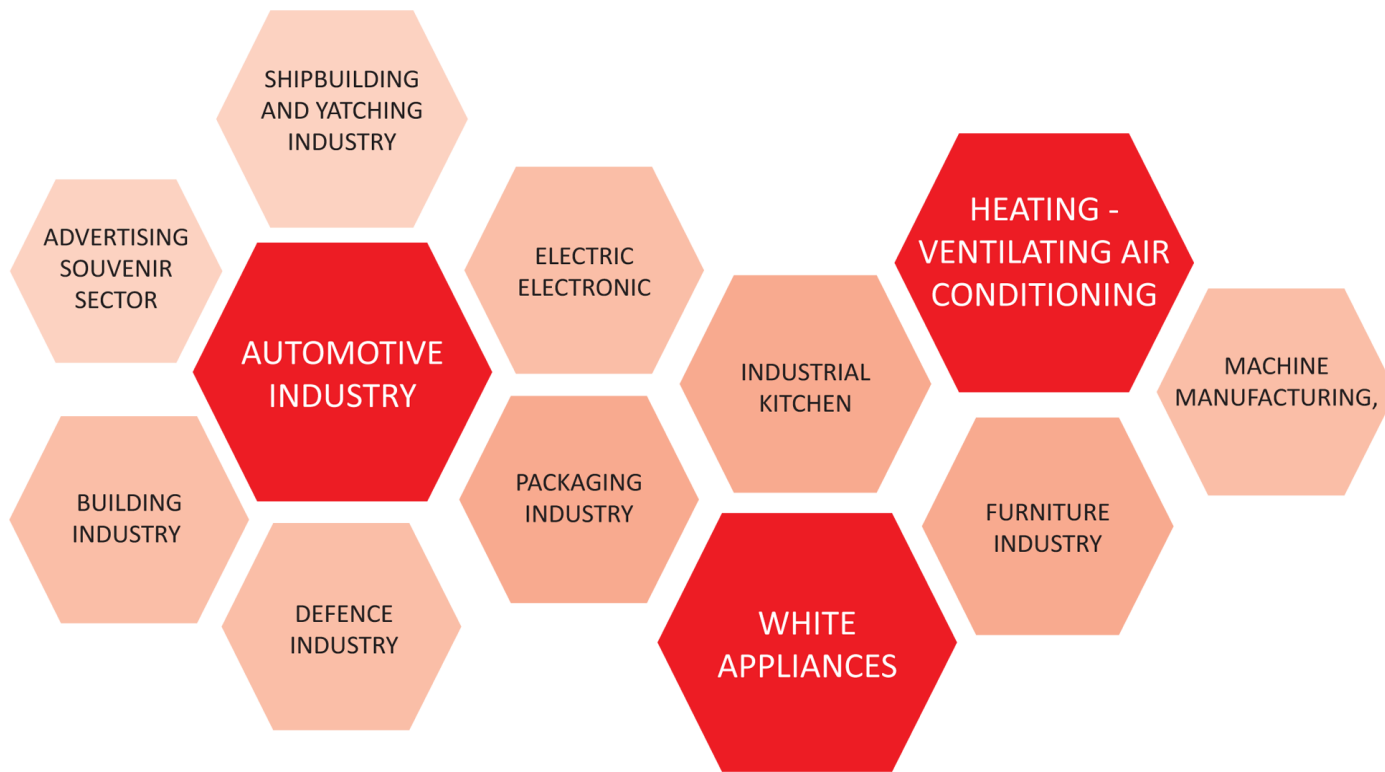 SHIPBUILDING
AND YATCHING
INDUSTRY
ADVERTISING
SOUVENIR
SECTOR
AUTOMOTIVE
INDUSTRY
ELECTRIC
ELECTRONIC
HEATING -
VENTILATING AIR
CONDITIONING
INDUSTRIAL
KITCHEN
MACHINE
MANUFACTURING,
BUILDING
INDUSTRY
PACKAGING
INDUSTRY
FURNITURE
INDUSTRY
DEFENCE
INDUSTRY
WHITE
APPLIANCES